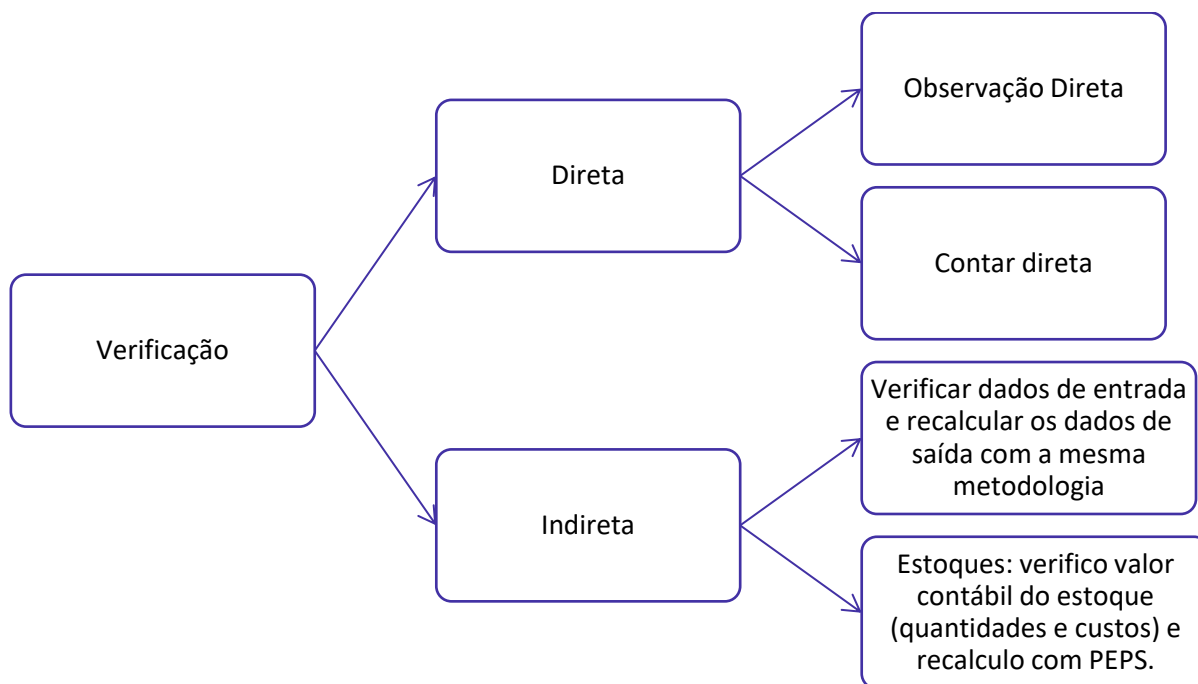 Verificação
Direta
Observação Direta
Contar direta
Indireta
Verificar dados de entrada
e recalcular os dados de
saída com a mesma
metodologia
Estoques: verifico valor
contábil do estoque
(quantidades e custos) e
recalculo com PEPS.